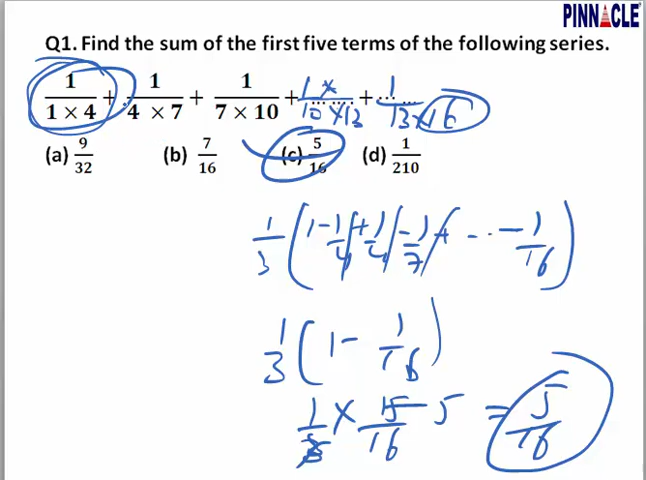 PINNACLE
Q1. Find the sum of the first five terms of the following series.
1/(1 × 4) + 1/(4 × 7) + 1/(7 × 10) + 1/(10 × 13) + 1/(13 × 16)
(a) 9/32 (b) 7/16 (c) 5/16 (d) 1/210
1/3 (1 - 1/4 + 1/4 - 1/7 + - - - - 1/16)
1/3 (1 - 1/16)
1/3 × 15/16 5 = 5/16